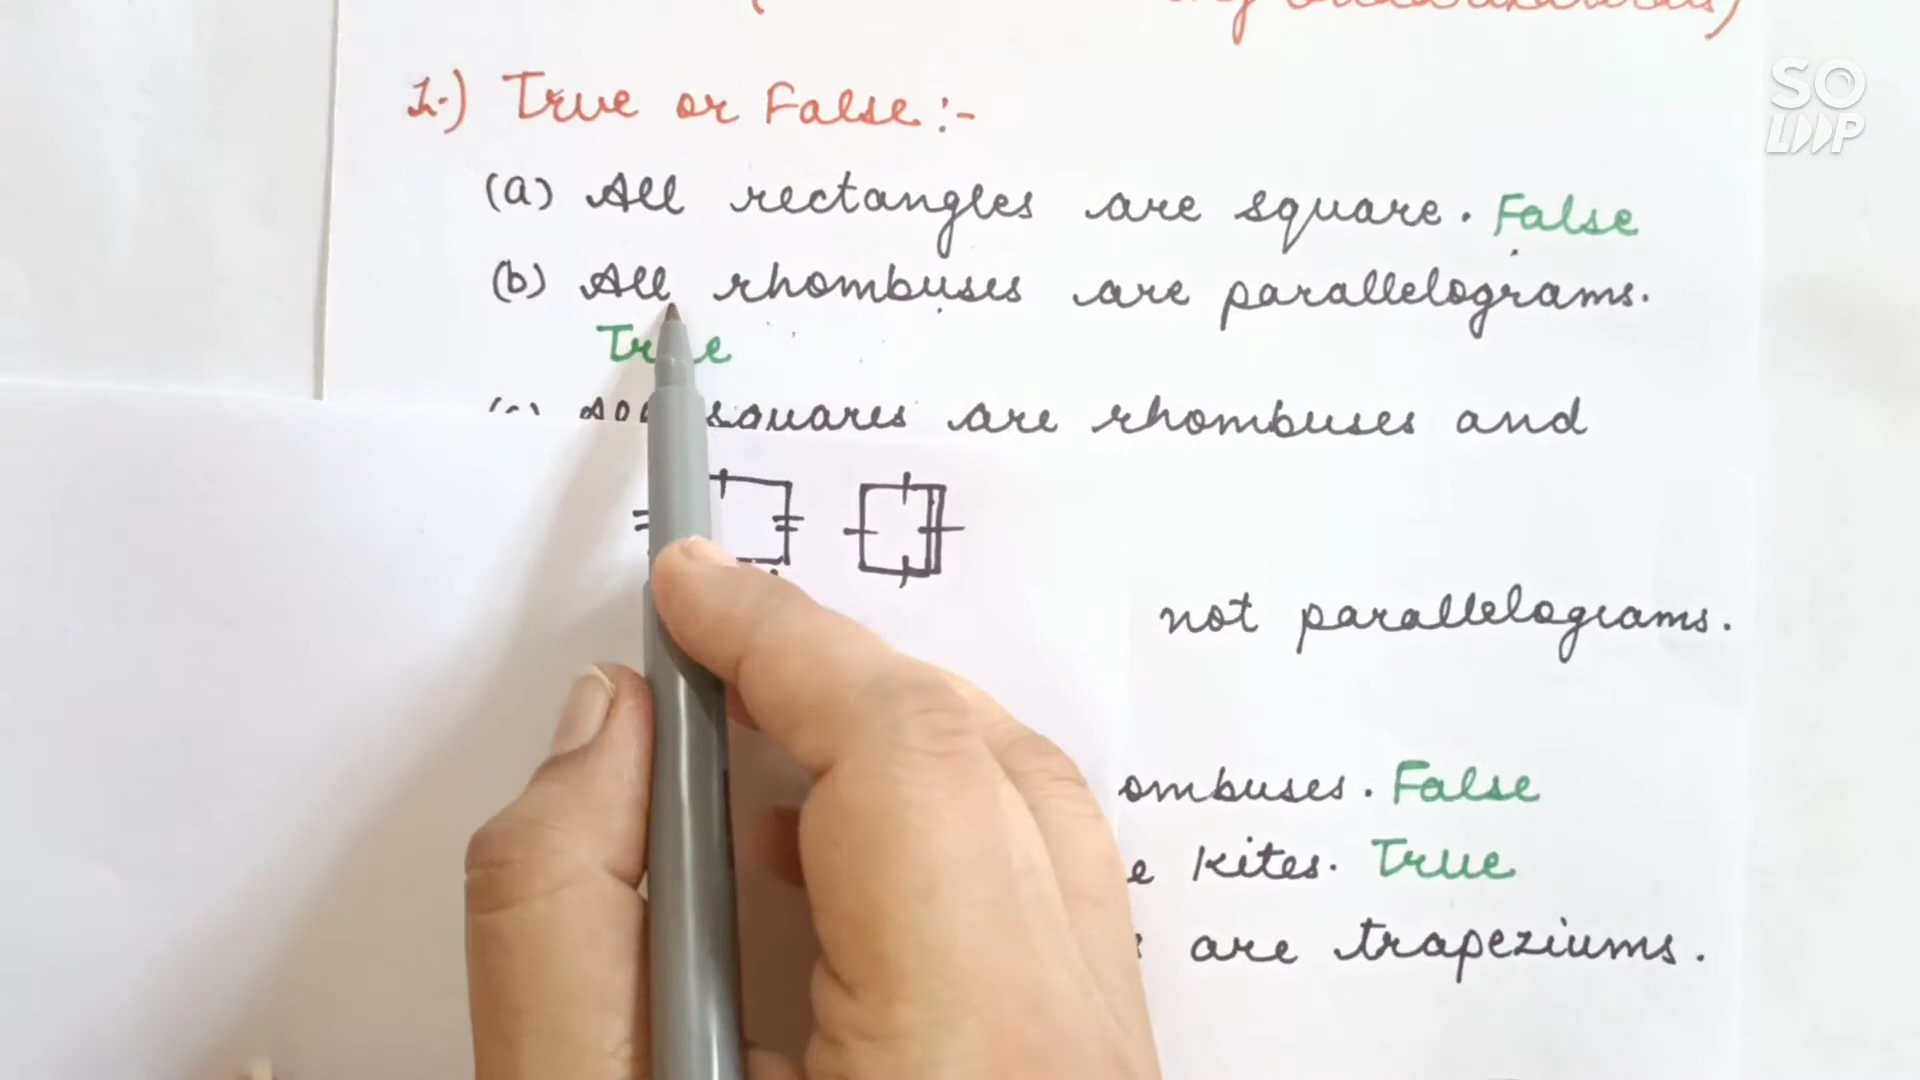 1.) True or False :-
(a) All rectangles are square. False
(b) All rhombuses are parallelograms.
True
squares are rhombuses and
not parallelograms.
ombuses. False
e kites. True
are trapeziums.
SO
LOOP